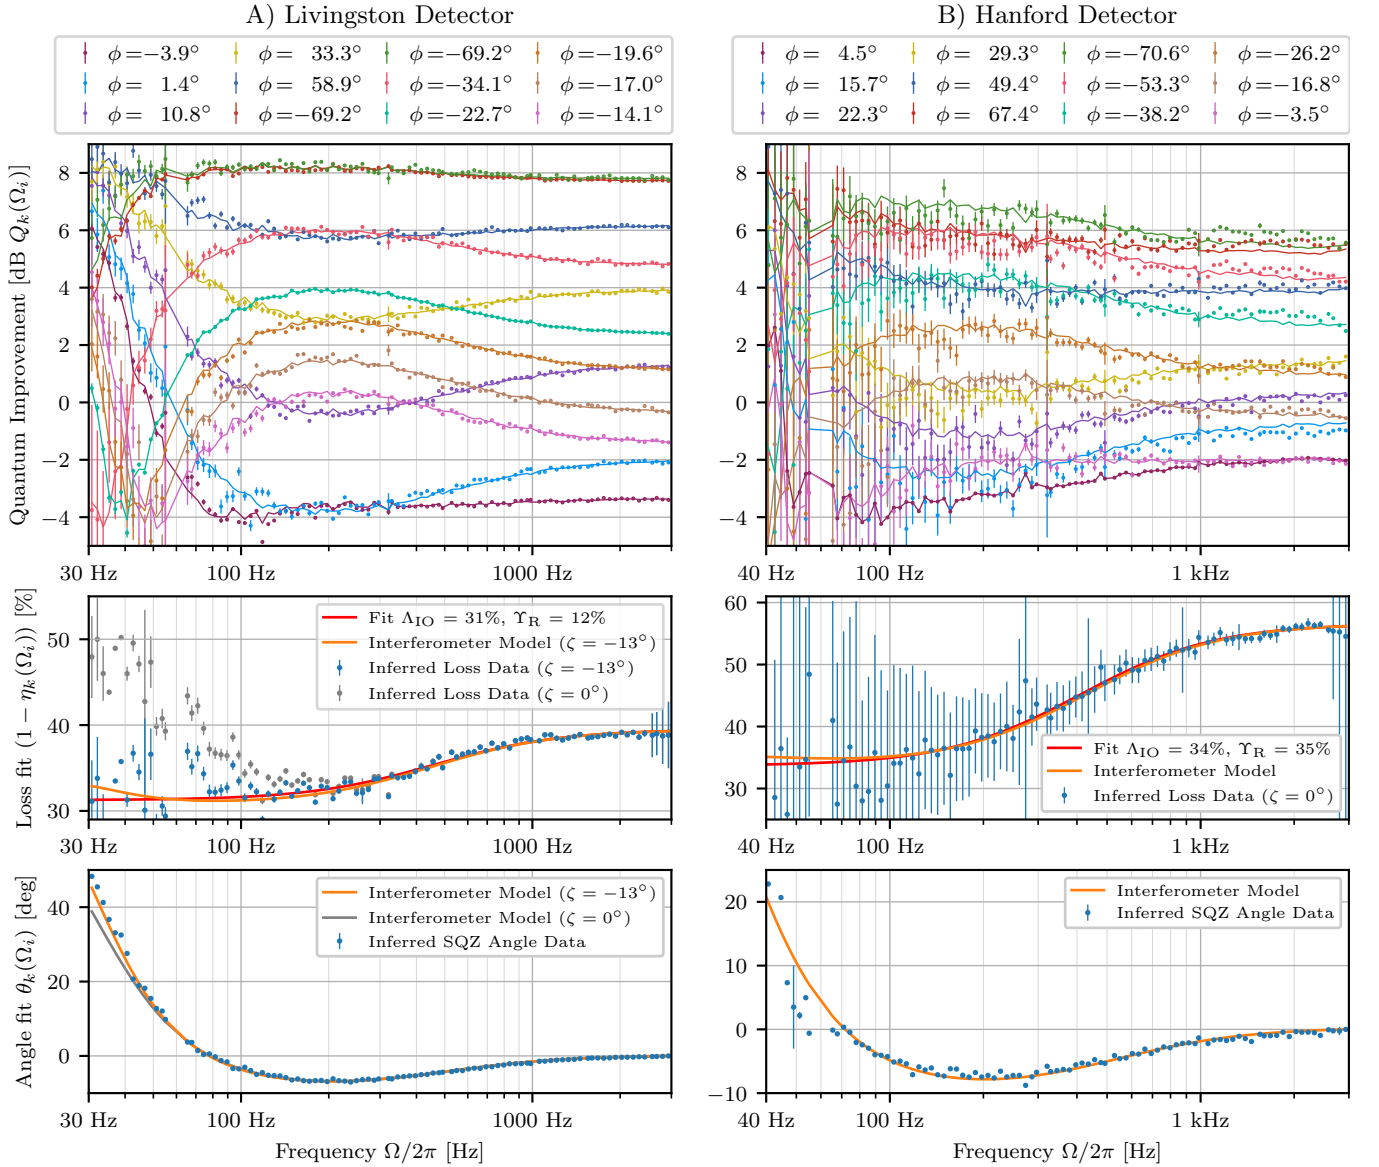 A) Livingston Detector
ϕ=−3.9° ϕ= 33.3° ϕ=−69.2° ϕ=−19.6°
ϕ= 1.4° ϕ= 58.9° ϕ=−34.1° ϕ=−17.0°
ϕ= 10.8° ϕ=−69.2° ϕ=−22.7° ϕ=−14.1°
Quantum Improvement [dB Q_k(Ω_i)]
8
6
4
2
0
−2
−4
30 Hz 100 Hz 1000 Hz
Loss fit (1 − η_k(Ω_i)) [%]
50
40
30
Fit Λ_IO = 31%, ϒ_R = 12%
Interferometer Model (ζ = −13°)
Inferred Loss Data (ζ = −13°)
Inferred Loss Data (ζ = 0°)
30 Hz 100 Hz 1000 Hz
Angle fit θ_k(Ω_i) [deg]
40
20
0
Interferometer Model (ζ = −13°)
Interferometer Model (ζ = 0°)
Inferred SQZ Angle Data
30 Hz 100 Hz 1000 Hz
Frequency Ω/2π [Hz]
B) Hanford Detector
ϕ= 4.5° ϕ= 29.3° ϕ=−70.6° ϕ=−26.2°
ϕ= 15.7° ϕ= 49.4° ϕ=−53.3° ϕ=−16.8°
ϕ= 22.3° ϕ= 67.4° ϕ=−38.2° ϕ=−3.5°
8
6
4
2
0
−2
−4
40 Hz 100 Hz 1 kHz
60
50
40
30
Fit Λ_IO = 34%, ϒ_R = 35%
Interferometer Model
Inferred Loss Data (ζ = 0°)
40 Hz 100 Hz 1 kHz
20
10
0
−10
Interferometer Model
Inferred SQZ Angle Data
40 Hz 100 Hz 1 kHz
Frequency Ω/2π [Hz]